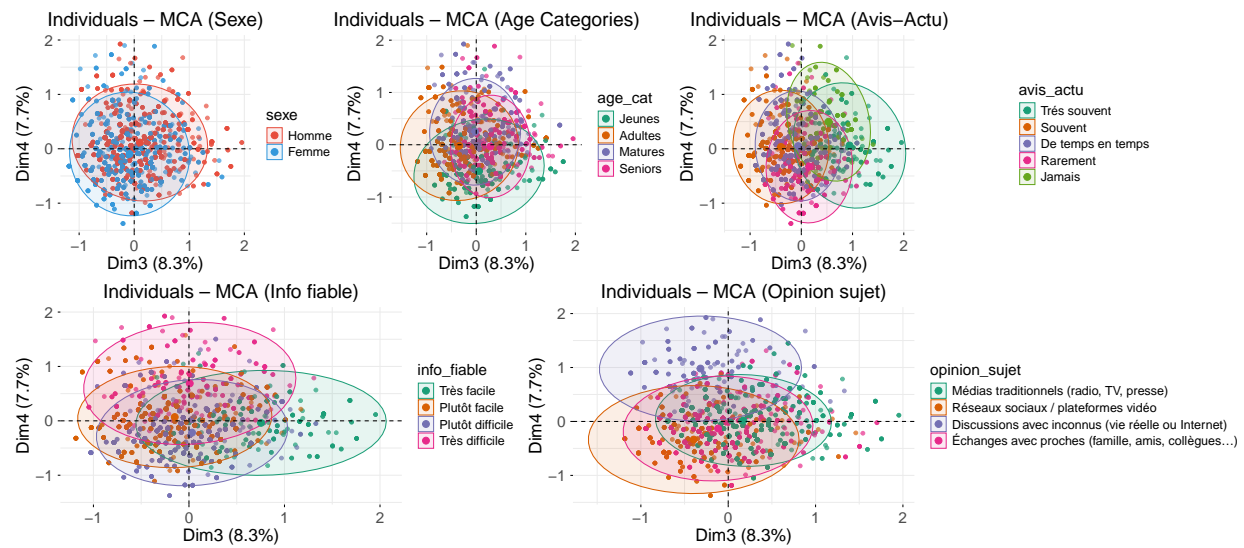 Individuals – MCA (Sexe)
2
1
0
−1
Dim4 (7.7%)
−1 0 1 2
Dim3 (8.3%)
sexe
Homme
Femme
Individuals – MCA (Age Categories)
2
1
0
−1
Dim4 (7.7%)
−1 0 1 2
Dim3 (8.3%)
age_cat
Jeunes
Adultes
Matures
Seniors
Individuals – MCA (Avis−Actu)
2
1
0
−1
Dim4 (7.7%)
−1 0 1 2
Dim3 (8.3%)
avis_actu
Trés souvent
Souvent
De temps en temps
Rarement
Jamais
Individuals – MCA (Info fiable)
2
1
0
−1
Dim4 (7.7%)
−1 0 1 2
Dim3 (8.3%)
info_fiable
Très facile
Plutôt facile
Plutôt difficile
Très difficile
Individuals – MCA (Opinion sujet)
2
1
0
−1
Dim4 (7.7%)
−1 0 1 2
Dim3 (8.3%)
opinion_sujet
Médias traditionnels (radio, TV, presse)
Réseaux sociaux / plateformes vidéo
Discussions avec inconnus (vie réelle ou Internet)
Échanges avec proches (famille, amis, collègues…)